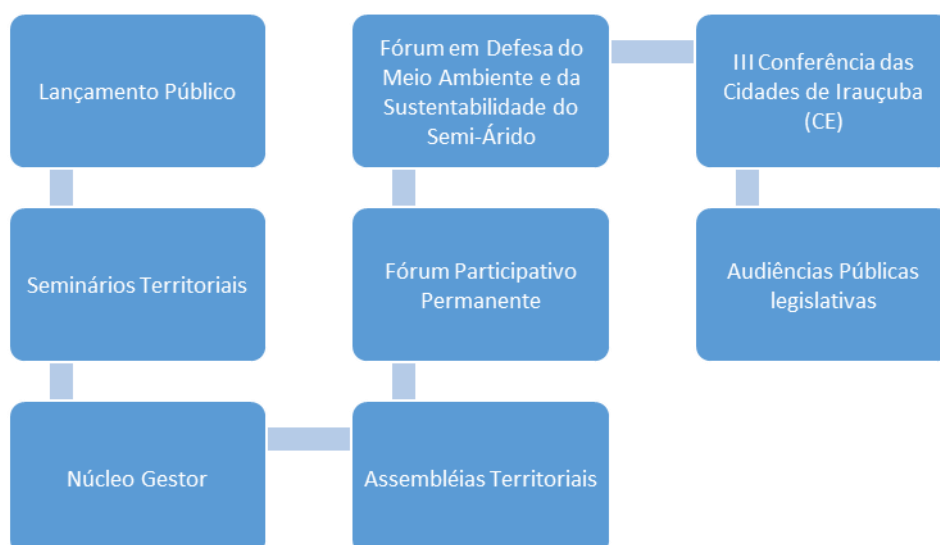 Lançamento Público
Seminários Territoriais
Núcleo Gestor
Assembléias Territoriais
Fórum Participativo
Permanente
Fórum em Defesa do
Meio Ambiente e da
Sustentabilidade do
Semi-Árido
III Conferência das
Cidades de Irauçuba
(CE)
Audiências Públicas
legislativas